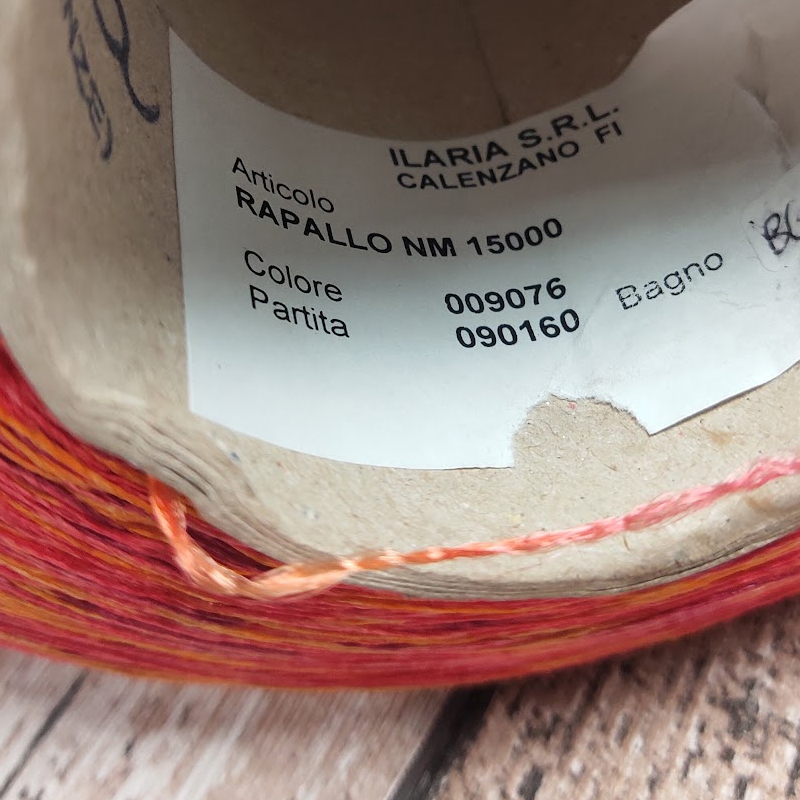 ILARIA S.R.L.
CALENZANO FI
Articolo
RAPALLO NM 15000
Colore 009076
Partita 090160 Bagno